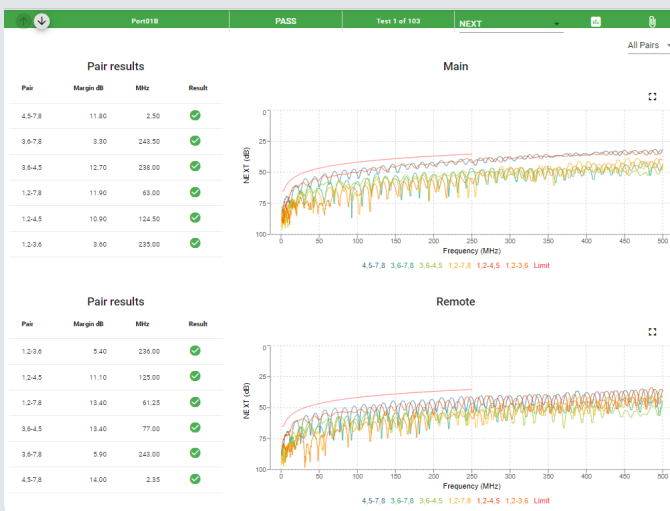 Port01B PASS Test 1 of 103 NEXT
All Pairs
Pair results
Pair Margin dB MHz Result
4,5-7,8 11.80 2.50
3,6-7,8 3.30 243.50
3,6-4,5 12.70 238.00
1,2-7,8 11.90 63.00
1,2-4,5 10.90 124.50
1,2-3,6 3.60 235.00
Main
NEXT (dB)
0
25
50
75
100
0 50 100 150 200 250 300 350 400 450 500
Frequency (MHz)
4,5-7,8 3,6-7,8 3,6-4,5 1,2-7,8 1,2-4,5 1,2-3,6 Limit
Pair results
Pair Margin dB MHz Result
1,2-3,6 5.40 236.00
1,2-4,5 11.10 125.00
1,2-7,8 13.40 61.25
3,6-4,5 13.40 77.00
3,6-7,8 5.90 243.00
4,5-7,8 14.00 2.35
Remote
NEXT (dB)
0
25
50
75
100
0 50 100 150 200 250 300 350 400 450 500
Frequency (MHz)
4,5-7,8 3,6-7,8 3,6-4,5 1,2-7,8 1,2-4,5 1,2-3,6 Limit